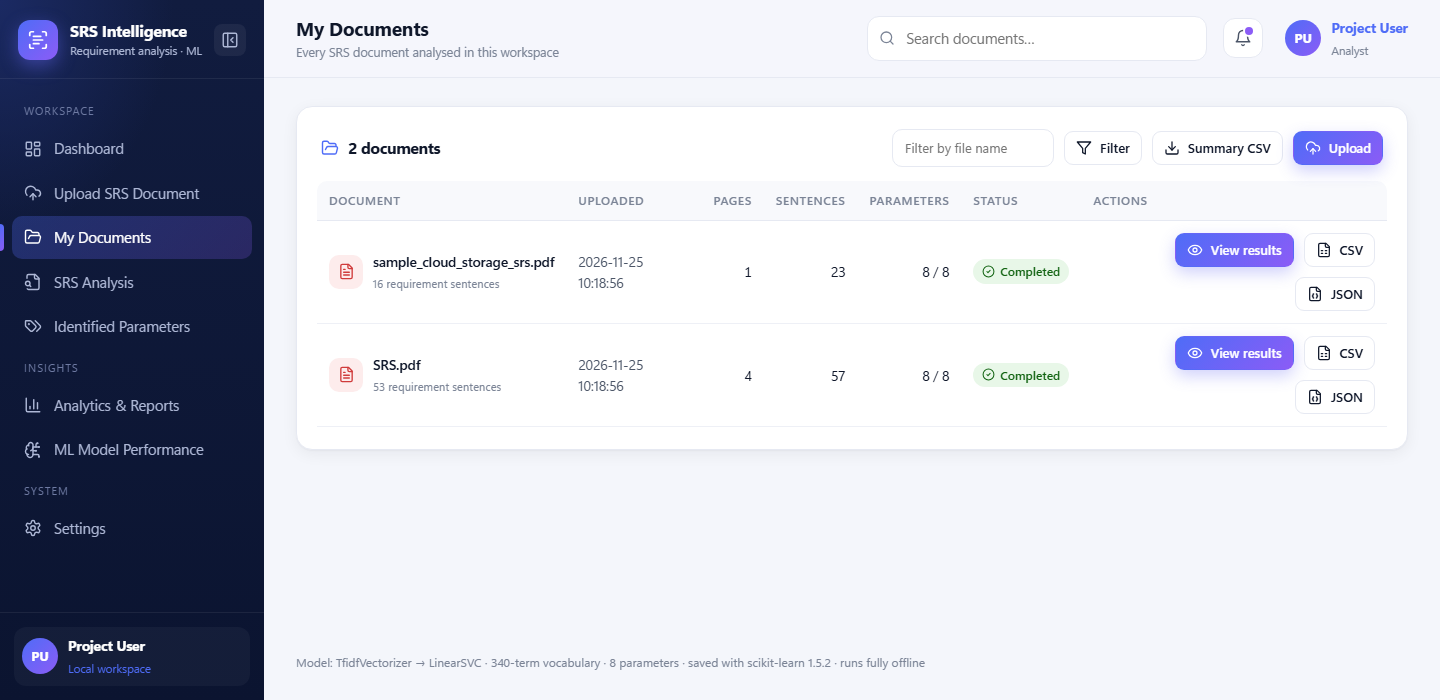 SRS Intelligence
Requirement analysis · ML
WORKSPACE
Dashboard
Upload SRS Document
My Documents
SRS Analysis
Identified Parameters
INSIGHTS
Analytics & Reports
ML Model Performance
SYSTEM
Settings
PU
Project User
Local workspace
My Documents
Every SRS document analysed in this workspace
Search documents...
PU
Project User
Analyst
2 documents
Filter by file name
Filter
Summary CSV
Upload
DOCUMENT UPLOADED PAGES SENTENCES PARAMETERS STATUS ACTIONS
sample_cloud_storage_srs.pdf
16 requirement sentences
2026-11-25
10:18:56
1 23 8 / 8 Completed
View results CSV
JSON
SRS.pdf
53 requirement sentences
2026-11-25
10:18:56
4 57 8 / 8 Completed
View results CSV
JSON
Model: TfidfVectorizer → LinearSVC · 340-term vocabulary · 8 parameters · saved with scikit-learn 1.5.2 · runs fully offline